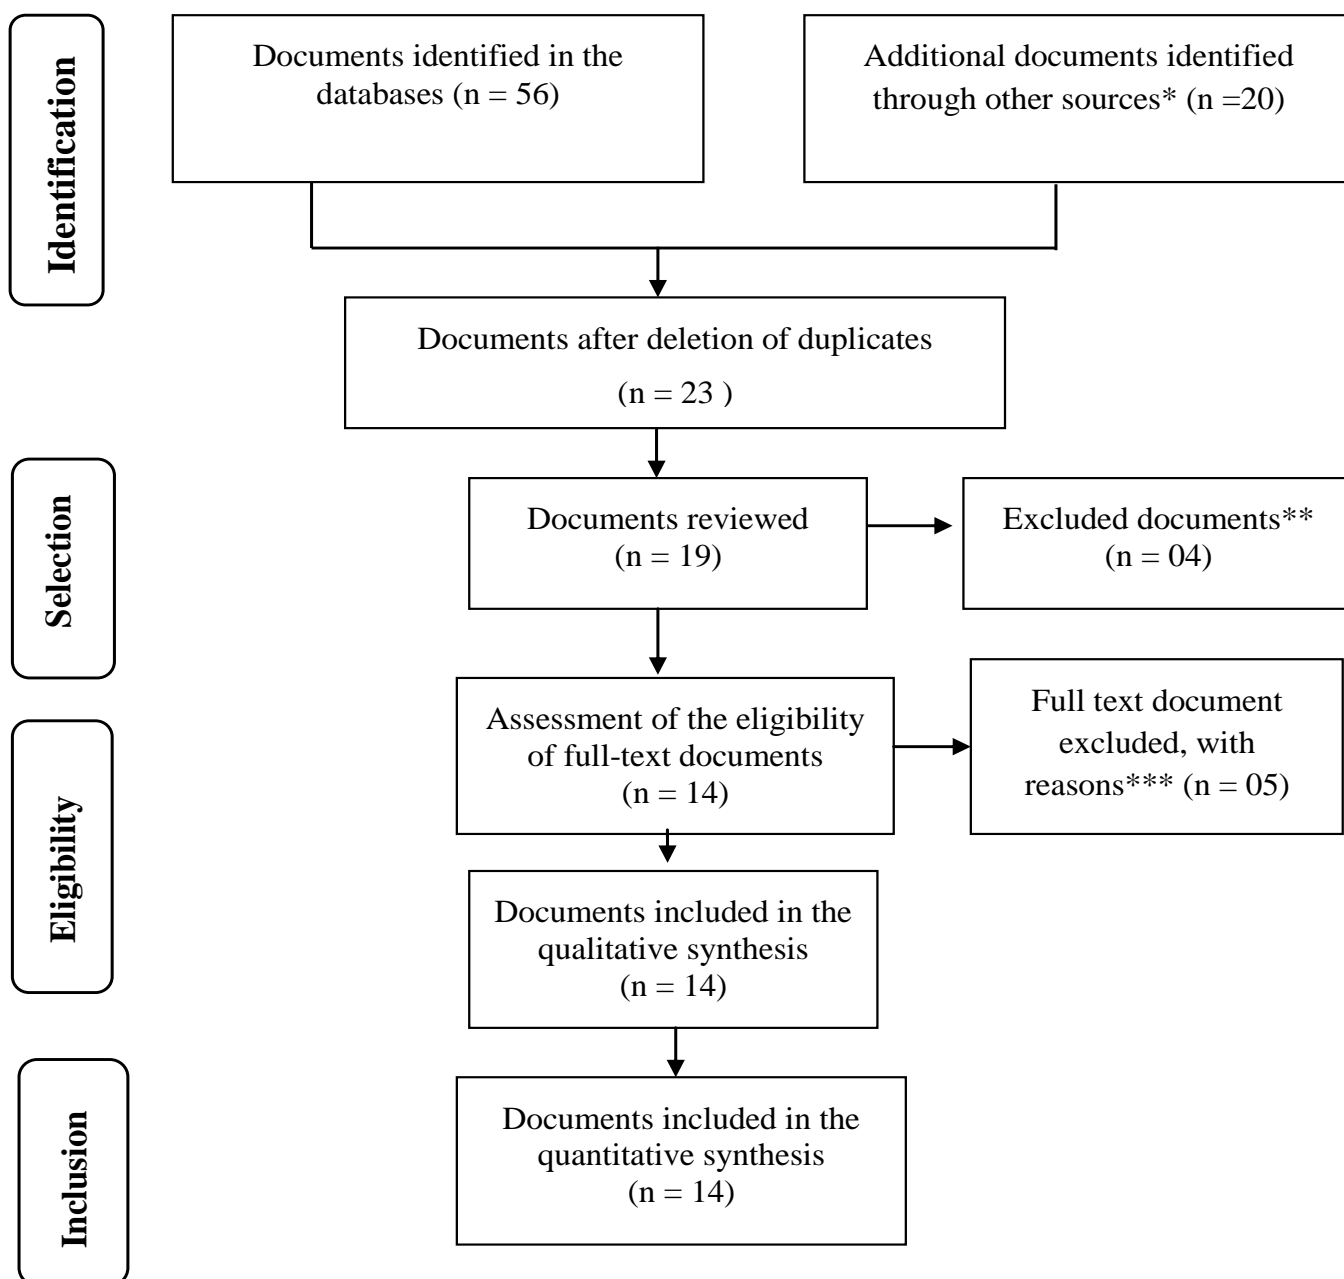 Identification
Documents identified in the
databases (n = 56)
Additional documents identified
through other sources* (n =20)
Documents after deletion of duplicates
(n = 23 )
Selection
Documents reviewed
(n = 19)
Excluded documents**
(n = 04)
Eligibility
Assessment of the eligibility
of full-text documents
(n = 14)
Full text document
excluded, with
reasons*** (n = 05)
Documents included in the
qualitative synthesis
(n = 14)
Inclusion
Documents included in the
quantitative synthesis
(n = 14)